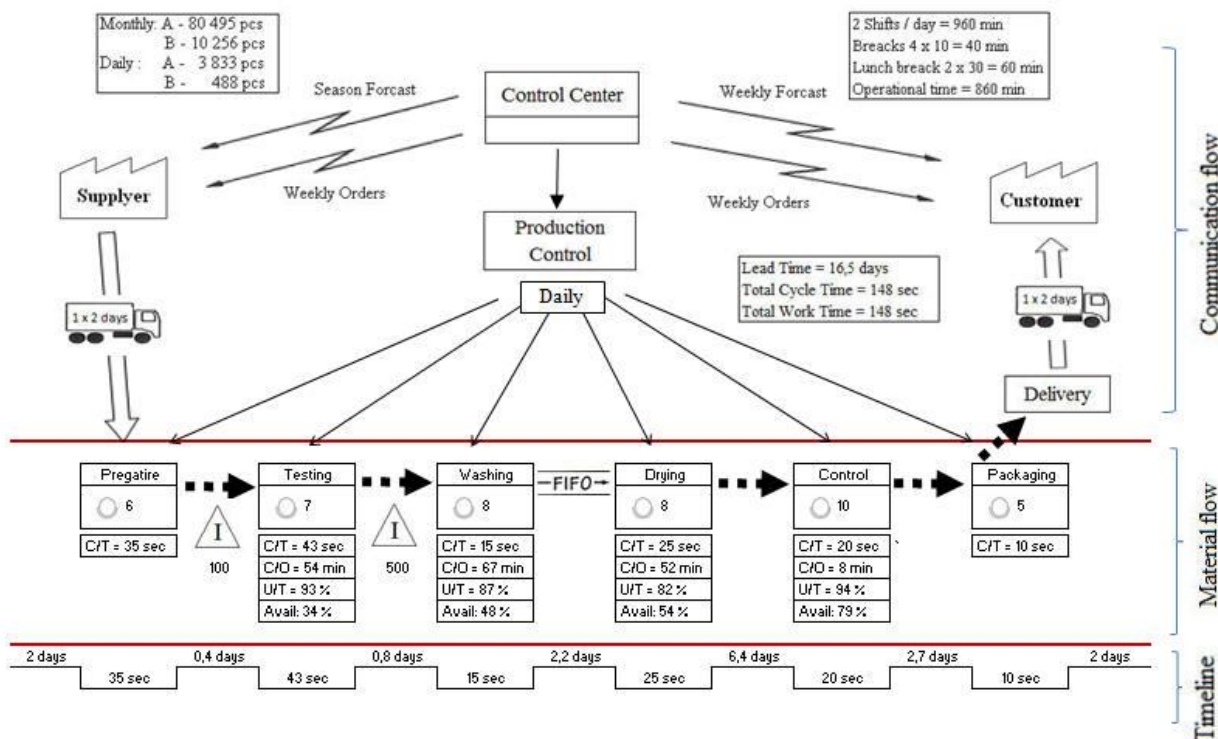 Monthly: A - 80 495 pcs
B - 10 256 pcs
Daily : A - 3 833 pcs
B - 488 pcs
2 Shifts / day = 960 min
Breacks 4 x 10 = 40 min
Lunch breack 2 x 30 = 60 min
Operational time = 860 min
Season Forcast
Control Center
Weekly Forcast
Supplyer
Weekly Orders
Weekly Orders
Customer
Production
Control
Daily
Lead Time = 16,5 days
Total Cycle Time = 148 sec
Total Work Time = 148 sec
1 x 2 days
1 x 2 days
Delivery
Communication flow
Pregatire
6
C/T = 35 sec
I
100
Testing
7
C/T = 43 sec
C/O = 54 min
U/T = 93 %
Avail: 34 %
I
500
Washing
8
C/T = 15 sec
C/O = 67 min
U/T = 87 %
Avail: 48 %
FIFO
Drying
8
C/T = 25 sec
C/O = 52 min
U/T = 82 %
Avail: 54 %
Control
10
C/T = 20 sec
C/O = 8 min
U/T = 94 %
Avail: 79 %
Packaging
5
C/T = 10 sec
Material flow
2 days
35 sec
0,4 days
43 sec
0,8 days
15 sec
2,2 days
25 sec
6,4 days
20 sec
2,7 days
10 sec
2 days
Timeline